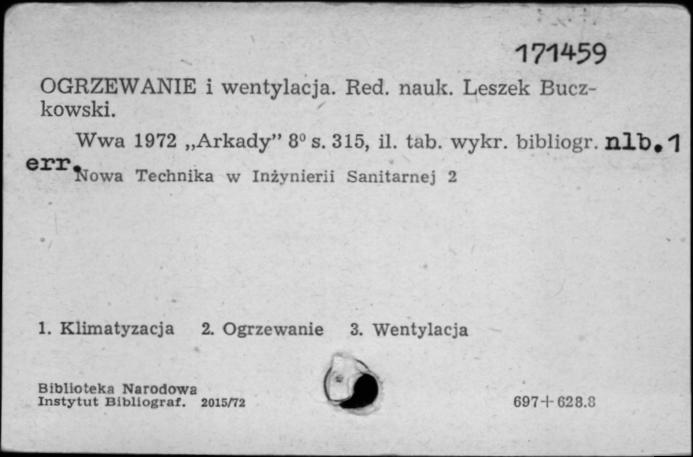 171459
OGRZEWANIE i wentylacja. Red. nauk. Leszek Bucz-
kowski.
Wwa 1972 „Arkady” 8⁰ s. 315, il. tab. wykr. bibliogr. nlb.1
err.
Nowa Technika w Inżynierii Sanitarnej 2
1. Klimatyzacja 2. Ogrzewanie 3. Wentylacja
Biblioteka Narodowa
Instytut Bibliograf. 2015/72
697+628.8